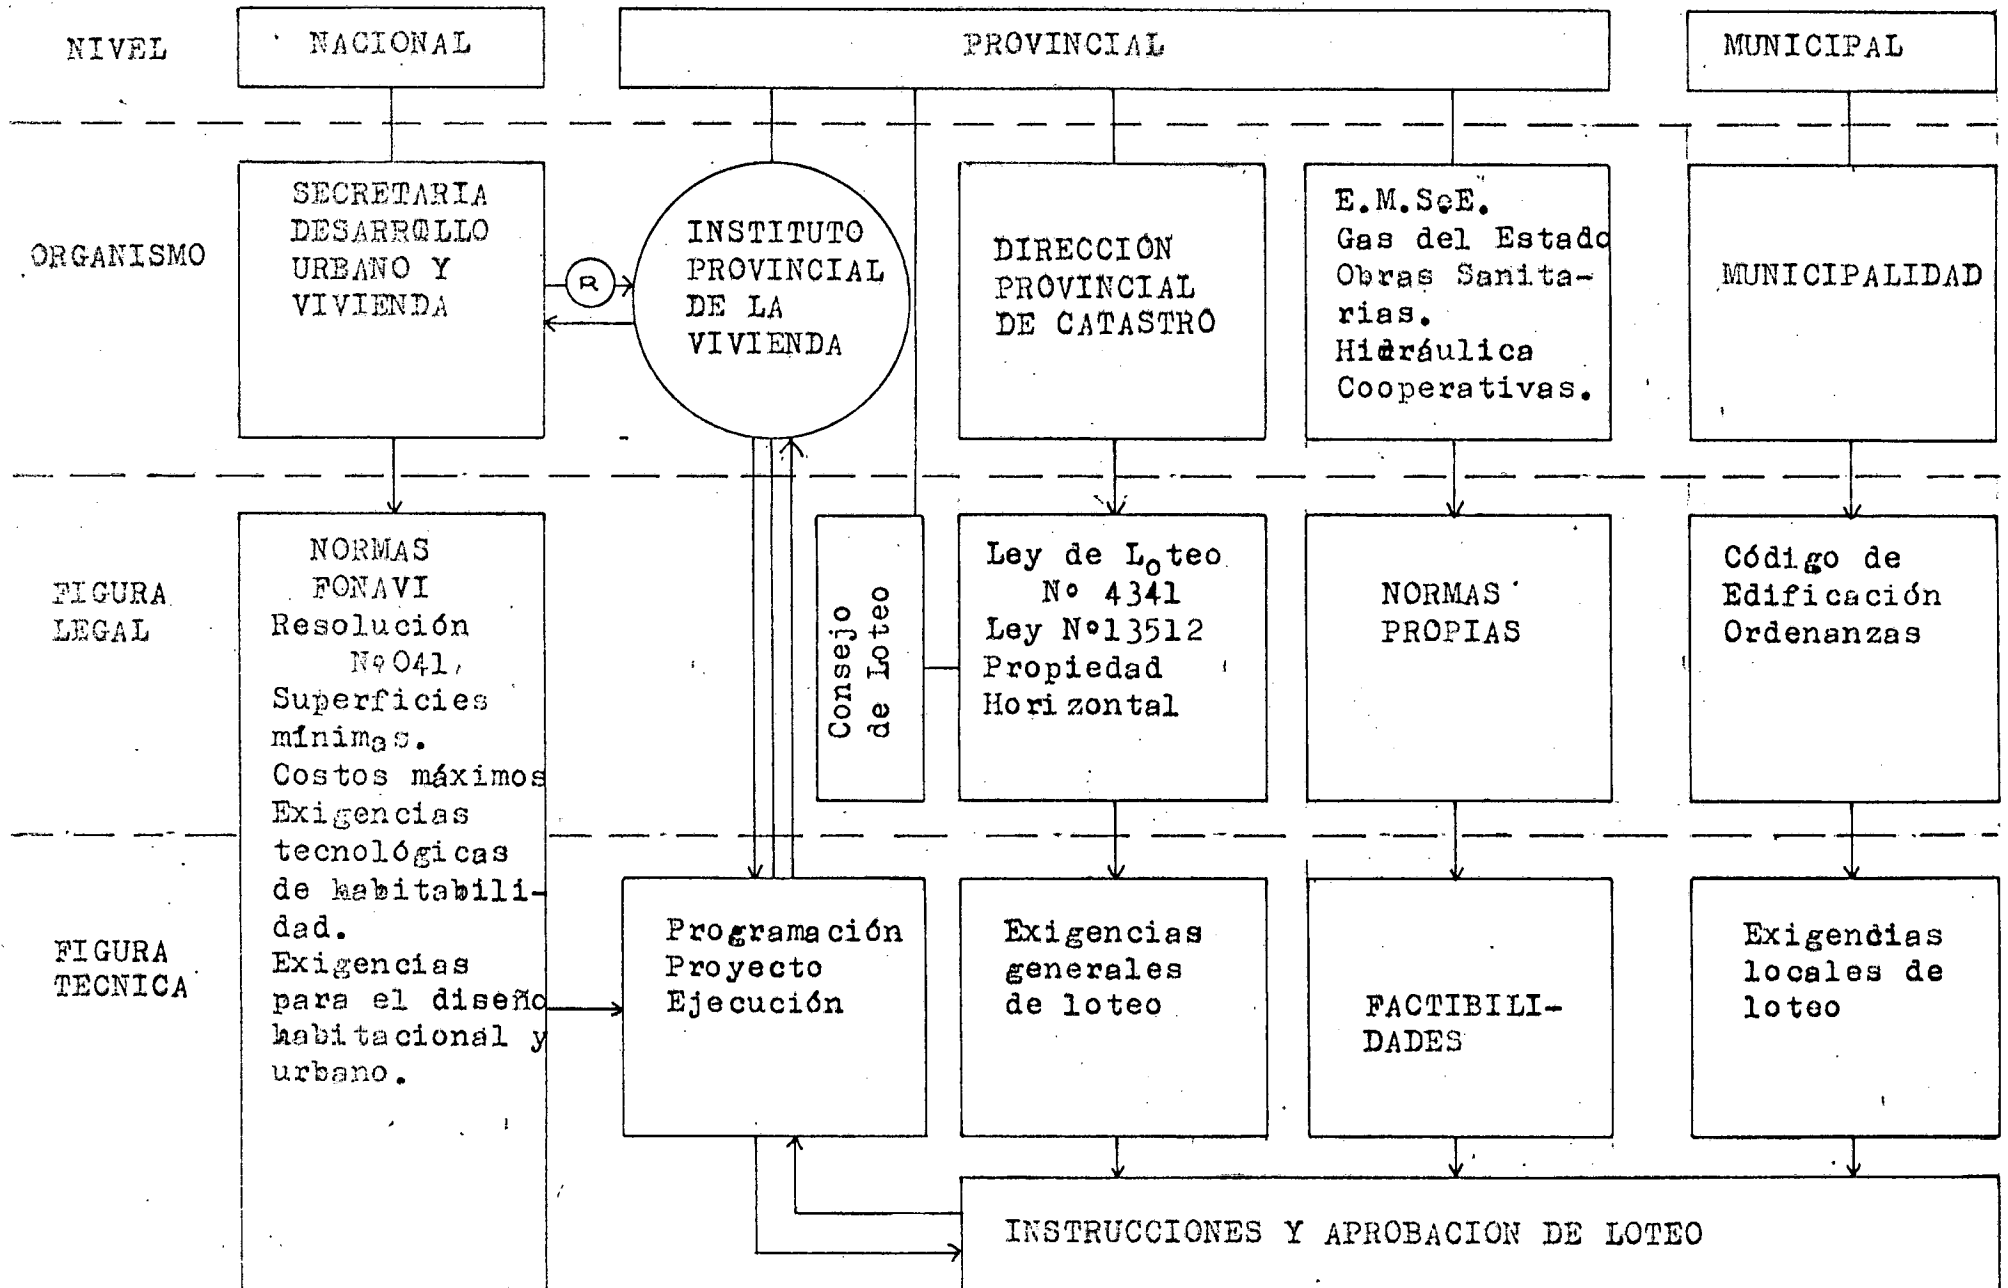 NIVEL
NACIONAL
PROVINCIAL
MUNICIPAL
ORGANISMO
SECRETARIA
DESARROLLO
URBANO Y
VIVIENDA
R
INSTITUTO
PROVINCIAL
DE LA
VIVIENDA
DIRECCIÓN
PROVINCIAL
DE CATASTRO
E.M.S.E.
Gas del Estado
Obras Sanita-
rias.
Hidráulica
Cooperativas.
MUNICIPALIDAD
FIGURA
LEGAL
NORMAS
FONAVI
Resolución
Nº 041,
Superficies
mínimas.
Costos máximos
Exigencias
tecnológicas
de habitabili-
dad.
Exigencias
para el diseño
habitacional y
urbano.
Consejo
de Loteo
Ley de Loteo
Nº 4341
Ley Nº13512
Propiedad
Horizontal
NORMAS
PROPIAS
Código de
Edificación
Ordenanzas
FIGURA
TECNICA
Programación
Proyecto
Ejecución
Exigencias
generales
de loteo
FACTIBILI-
DADES
Exigendias
locales de
loteo
INSTRUCCIONES Y APROBACION DE LOTEO